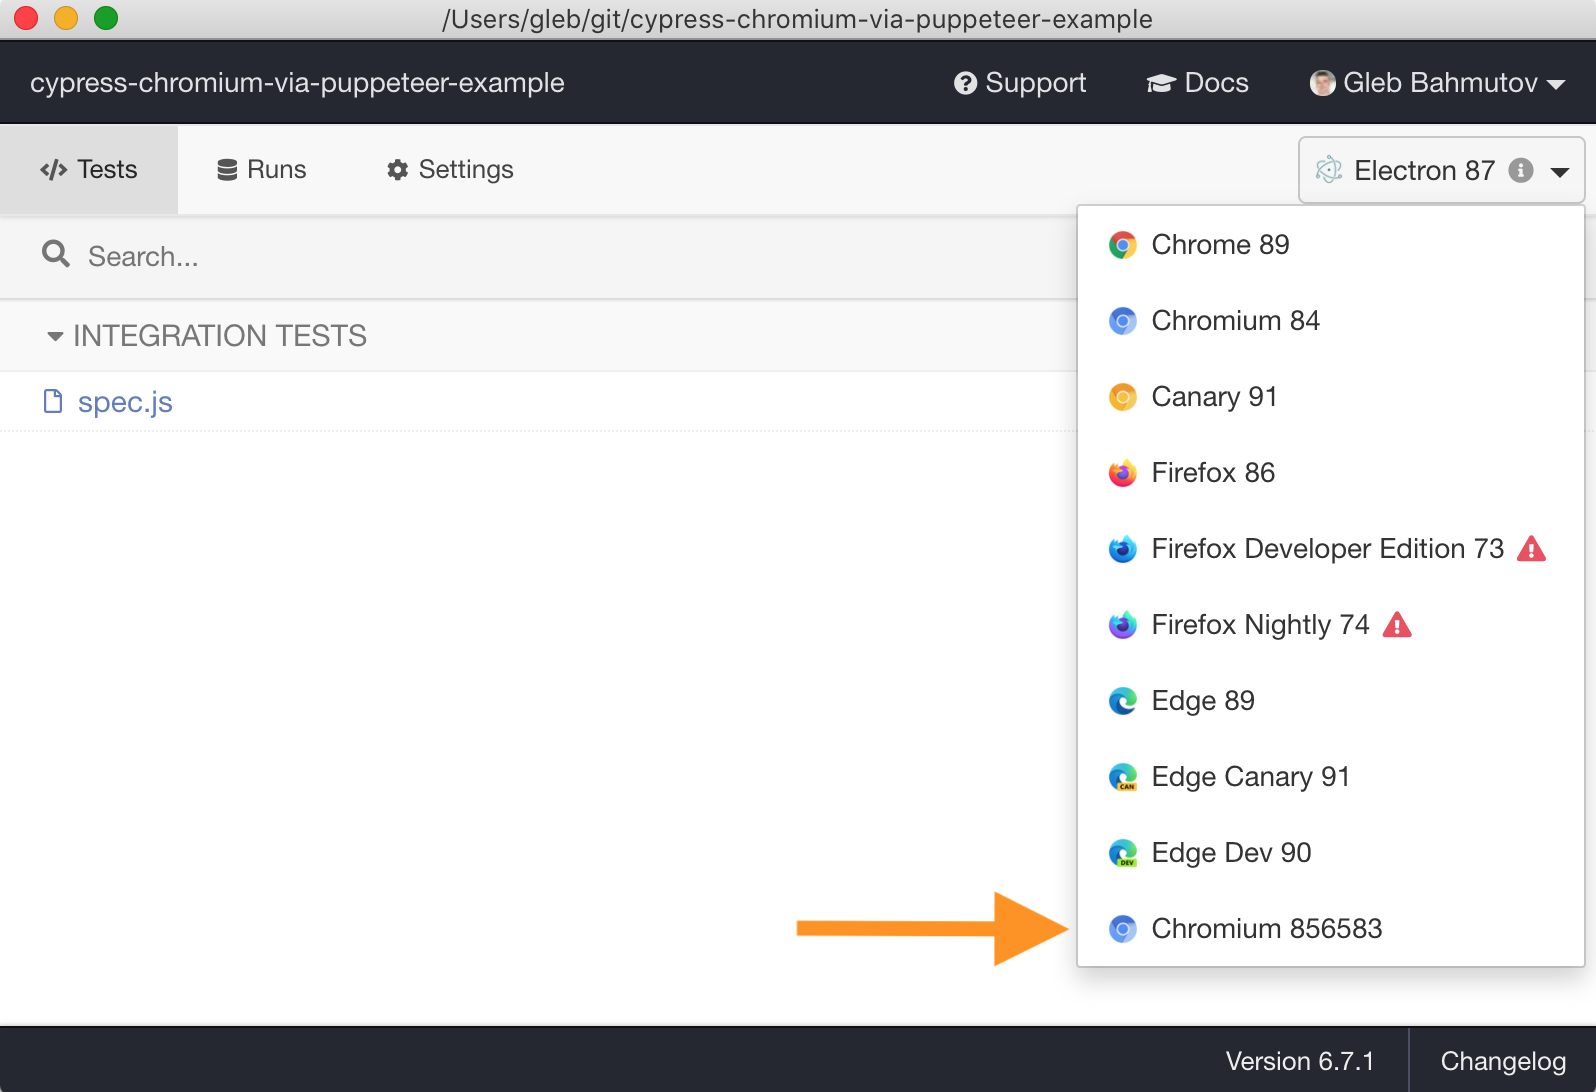 /Users/gleb/git/cypress-chromium-via-puppeteer-example
cypress-chromium-via-puppeteer-example
Support
Docs
Gleb Bahmutov
Tests
Runs
Settings
Electron 87
Search...
INTEGRATION TESTS
spec.js
Chrome 89
Chromium 84
Canary 91
Firefox 86
Firefox Developer Edition 73
Firefox Nightly 74
Edge 89
CAN
Edge Canary 91
DEV
Edge Dev 90
Chromium 856583
Version 6.7.1
Changelog